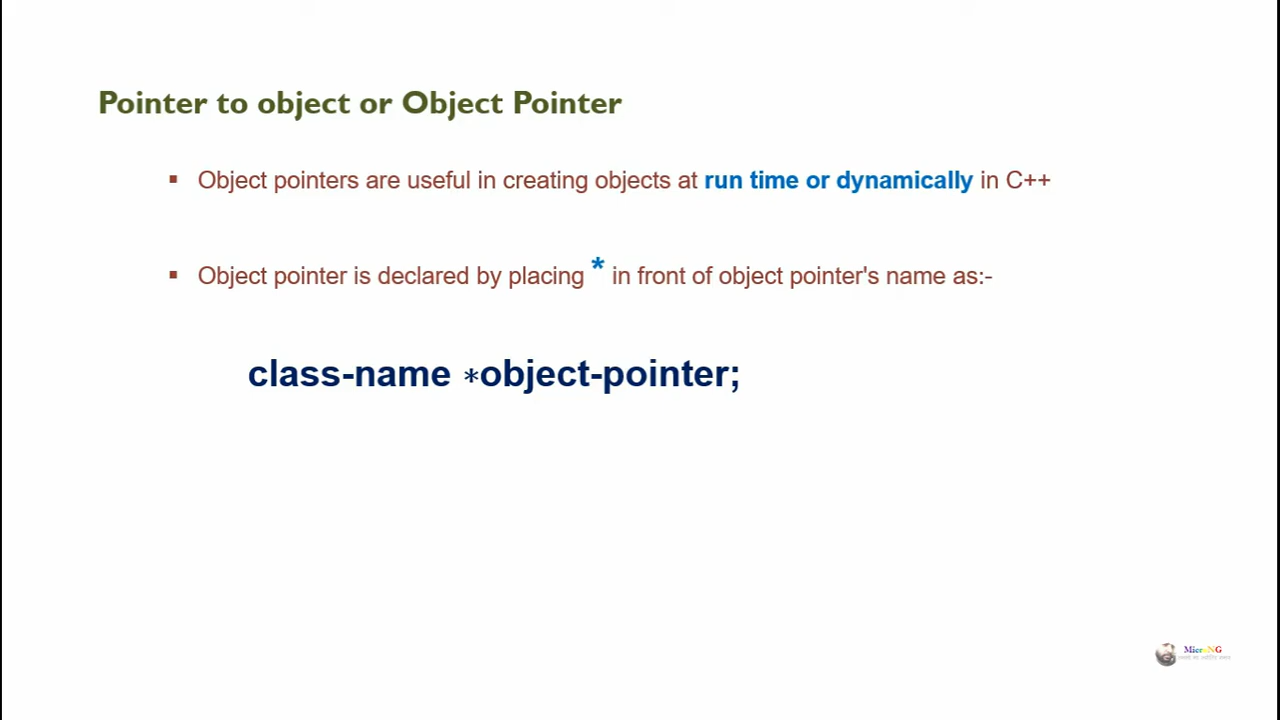 Pointer to object or Object Pointer
▪ Object pointers are useful in creating objects at run time or dynamically in C++
▪ Object pointer is declared by placing * in front of object pointer's name as:-
class-name *object-pointer;
MicroNG